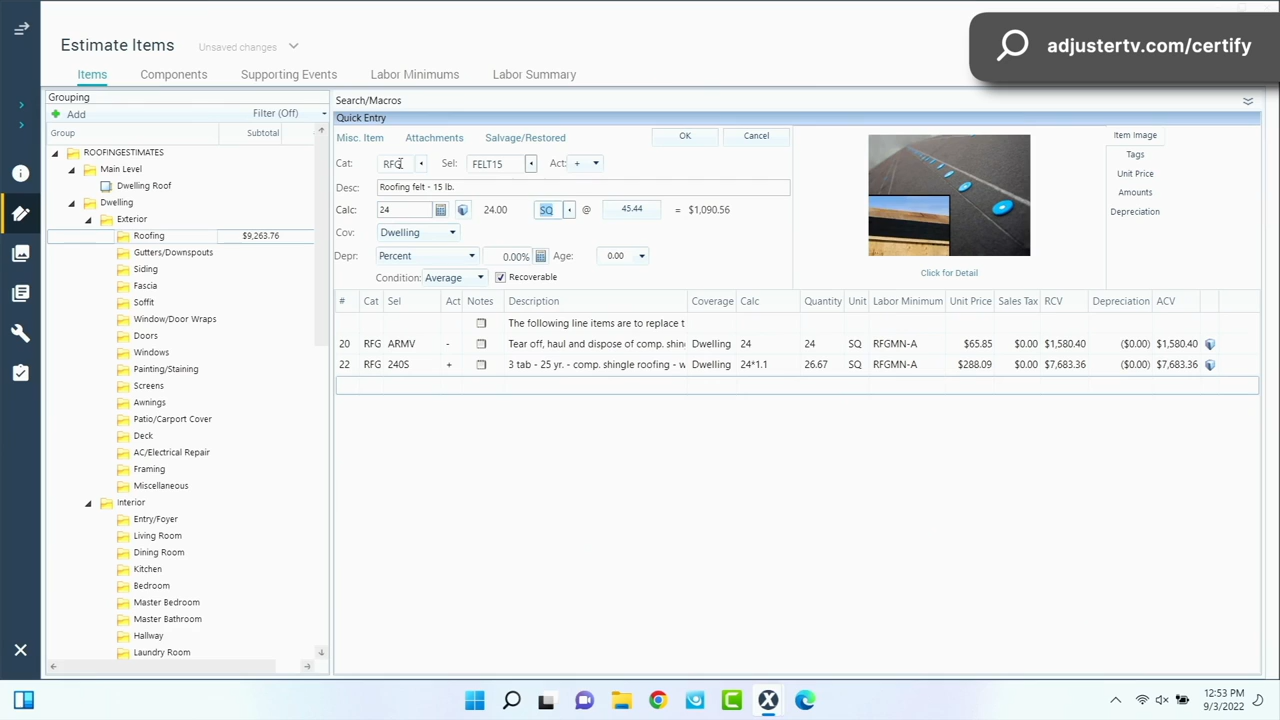 adjustertv.com/certify
Estimate Items Unsaved changes
Items Components Supporting Events Labor Minimums Labor Summary
Grouping
Add Filter (Off)
Group Subtotal
ROOFINGESTIMATES
Main Level
Dwelling Roof
Dwelling
Exterior
Roofing $9,263.76
Gutters/Downspouts
Siding
Fascia
Soffit
Window/Door Wraps
Doors
Windows
Painting/Staining
Screens
Awnings
Patio/Carport Cover
Deck
AC/Electrical Repair
Framing
Miscellaneous
Interior
Entry/Foyer
Living Room
Dining Room
Kitchen
Bedroom
Master Bedroom
Master Bathroom
Hallway
Laundry Room
Search/Macros
Quick Entry
Misc. Item Attachments Salvage/Restored OK Cancel
Cat: RFG Sel: FELT15 Act: +
Desc: Roofing felt - 15 lb.
Calc: 24 24.00 SQ @ 45.44 = $1,090.56
Cov: Dwelling
Depr: Percent 0.00% Age: 0.00
Condition: Average Recoverable
Click for Detail
Item Image
Tags
Unit Price
Amounts
Depreciation
# Cat Sel Act Notes Description Coverage Calc Quantity Unit Labor Minimum Unit Price Sales Tax RCV Depreciation ACV
The following line items are to replace t
20 RFG ARMV - Tear off, haul and dispose of comp. shin Dwelling 24 24 SQ RFGMN-A $65.85 $0.00 $1,580.40 ($0.00) $1,580.40
22 RFG 240S + 3 tab - 25 yr. - comp. shingle roofing - w Dwelling 24*1.1 26.67 SQ RFGMN-A $288.09 $0.00 $7,683.36 ($0.00) $7,683.36
12:53 PM
9/3/2022